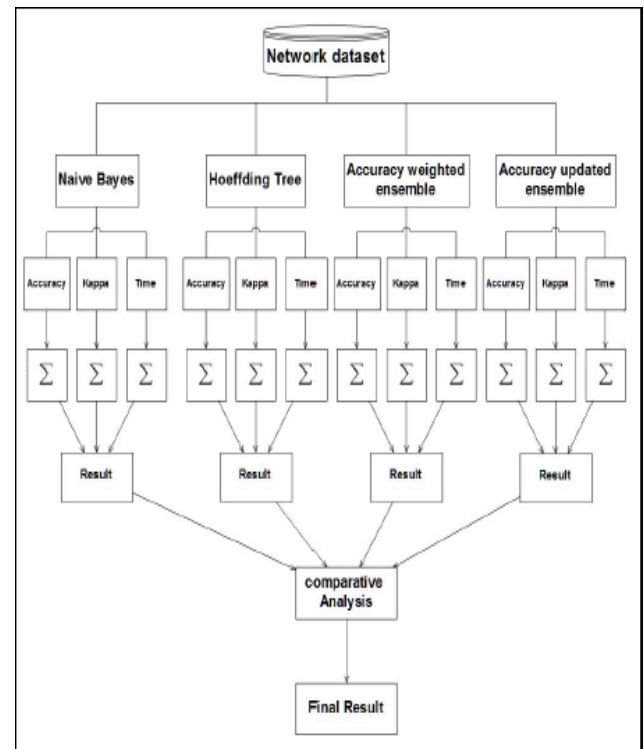 Network dataset
Naive Bayes
Hoeffding Tree
Accuracy weighted
ensemble
Accuracy updated
ensemble
Accuracy
Kappa
Time
Accuracy
Kappa
Time
Accuracy
Kappa
Time
Accuracy
Kappa
Time
Σ
Σ
Σ
Σ
Σ
Σ
Σ
Σ
Σ
Σ
Σ
Σ
Result
Result
Result
Result
comparative
Analysis
Final Result